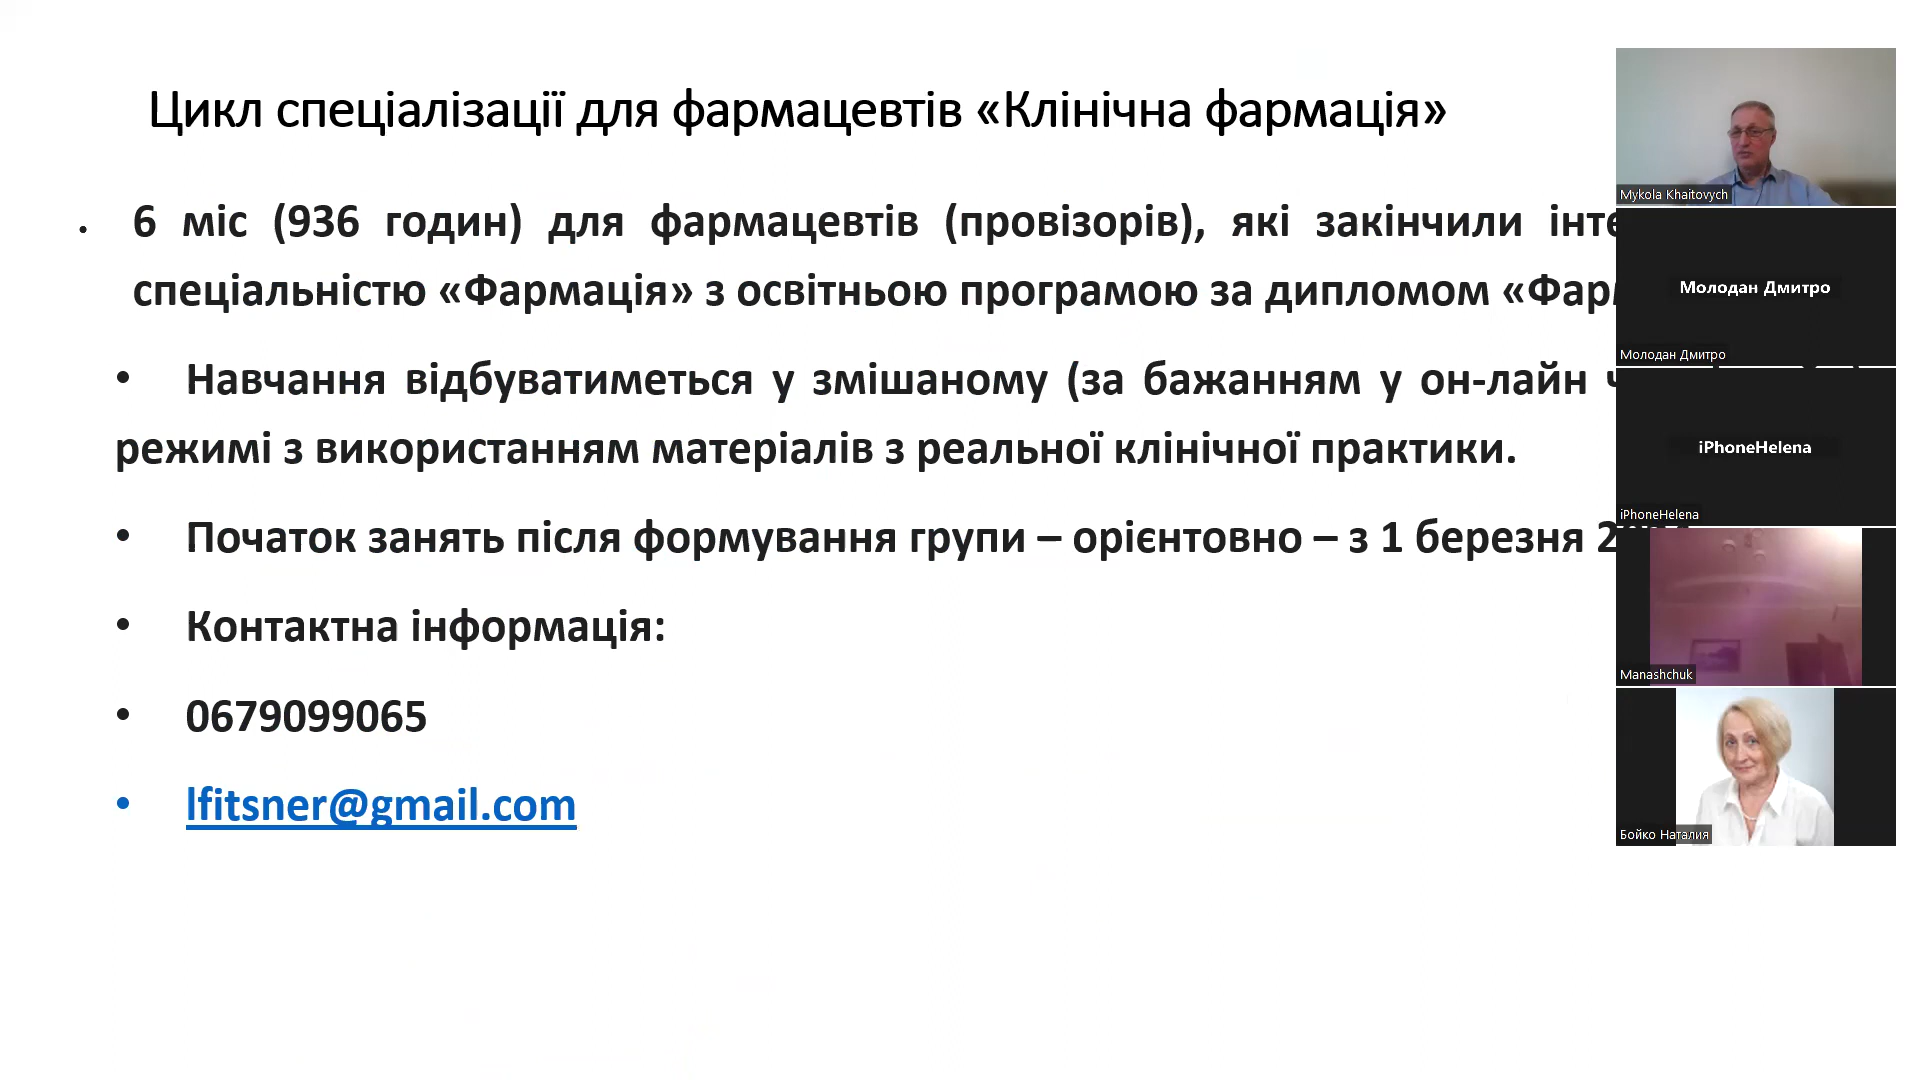 Цикл спеціалізації для фармацевтів «Клінічна фармація»
• 6 міс (936 годин) для фармацевтів (провізорів), які закінчили
спеціальністю «Фармація» з освітньою програмою за дипломом
• Навчання відбуватиметься у змішаному (за бажанням у он-лайн
режимі з використанням матеріалів з реальної клінічної практики.
• Початок занять після формування групи – орієнтовно – з 1 березня
• Контактна інформація:
• 0679099065
• lfitsner@gmail.com
Mykola Khaitovych
Молодан Дмитро
Молодан Дмитро
iPhoneHelena
iPhoneHelena
Manashchuk
Бойко Наталия